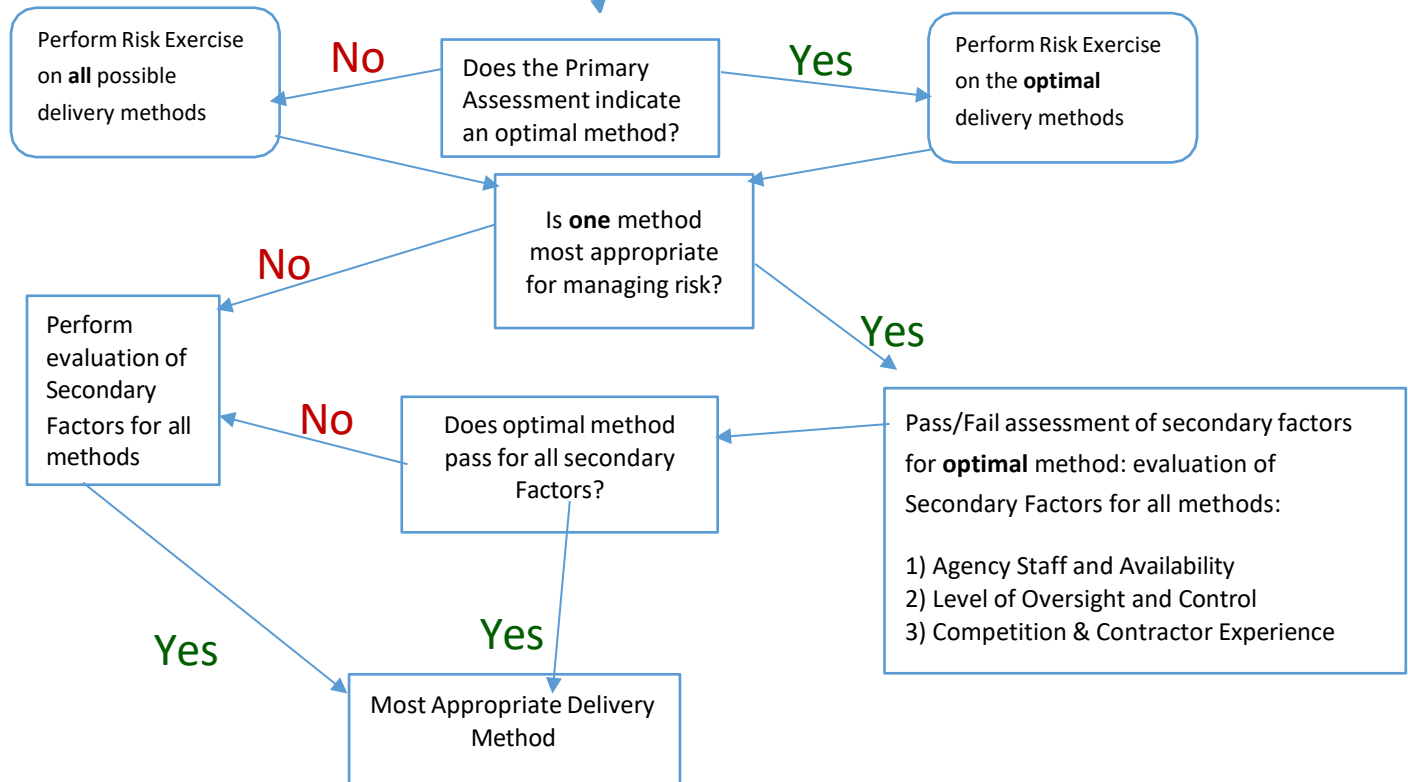 Perform Risk Exercise
on all possible
delivery methods
No
Does the Primary
Assessment indicate
an optimal method?
Yes
Perform Risk Exercise
on the optimal
delivery methods
Is one method
most appropriate
for managing risk?
No
Yes
Perform
evaluation of
Secondary
Factors for all
methods
No
Does optimal method
pass for all secondary
Factors?
Pass/Fail assessment of secondary factors
for optimal method: evaluation of
Secondary Factors for all methods:
1) Agency Staff and Availability
2) Level of Oversight and Control
3) Competition & Contractor Experience
Yes
Yes
Most Appropriate Delivery
Method